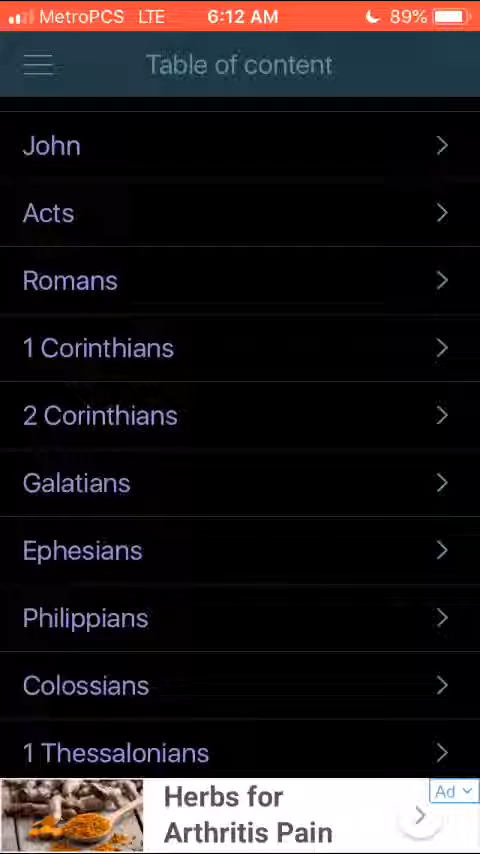 MetroPCS LTE 6:12 AM 89%
Table of content
John
Acts
Romans
1 Corinthians
2 Corinthians
Galatians
Ephesians
Philippians
Colossians
1 Thessalonians
Ad
Herbs for
Arthritis Pain